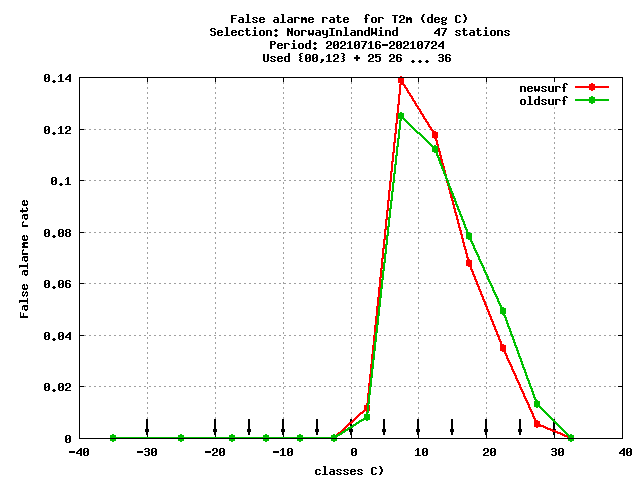 False alarme rate  for T2m (deg C)
Selection: NorwayInlandWind     47 stations
Period: 20210716-20210724
Used {00,12} + 25 26 ... 36
newsurf
oldsurf
0.14
0.12
0.1
0.08
0.06
0.04
0.02
0
False alarme rate
-40 -30 -20 -10 0 10 20 30 40
classes C)